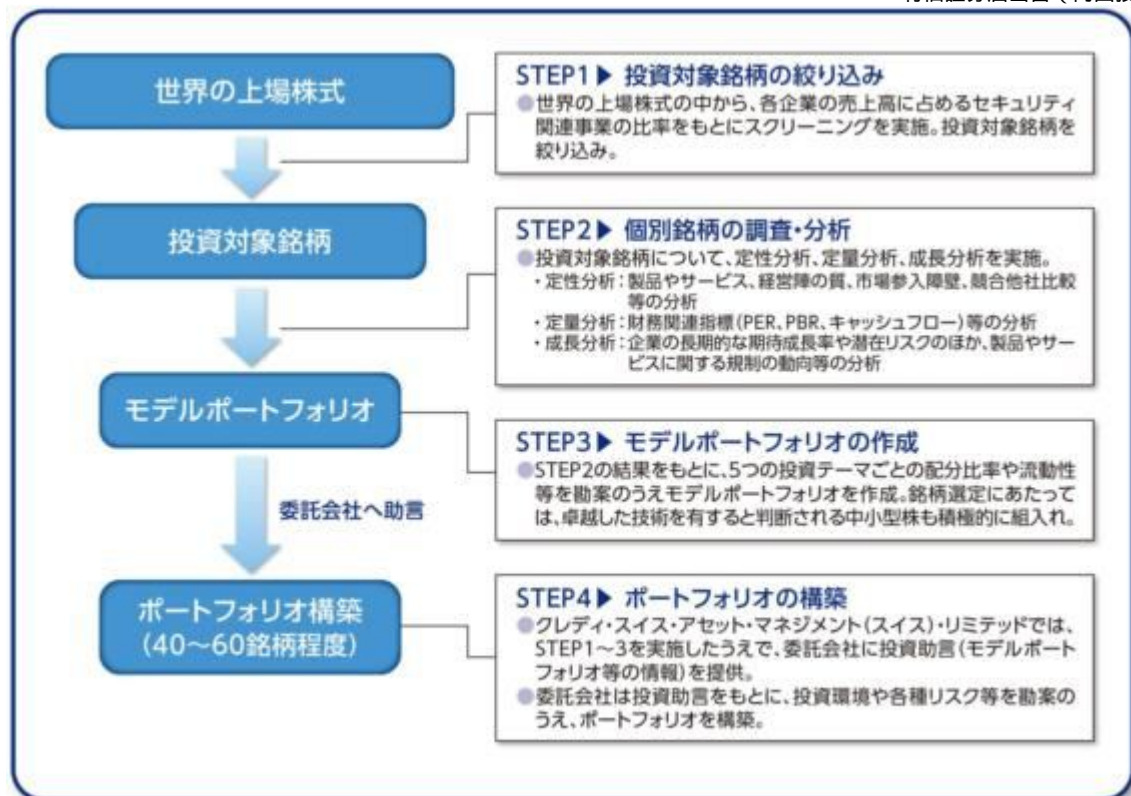 世界の上場株式
STEP1▶ 投資対象銘柄の絞り込み
●世界の上場株式の中から、各企業の売上高に占めるセキュリティ
関連事業の比率をもとにスクリーニングを実施。投資対象銘柄を
絞り込み。
投資対象銘柄
STEP2▶ 個別銘柄の調査・分析
●投資対象銘柄について、定性分析、定量分析、成長分析を実施。
・定性分析：製品やサービス、経営陣の質、市場参入障壁、競合他社比較
等の分析
・定量分析：財務関連指標（PER、PBR、キャッシュフロー）等の分析
・成長分析：企業の長期的な期待成長率や潜在リスクのほか、製品やサー
ビスに関する規制の動向等の分析
モデルポートフォリオ
STEP3▶ モデルポートフォリオの作成
●STEP2の結果をもとに、5つの投資テーマごとの配分比率や流動性
等を勘案のうえモデルポートフォリオを作成。銘柄選定にあたって
は、卓越した技術を有すると判断される中小型株も積極的に組入れ。
委託会社へ助言
ポートフォリオ構築
（40～60銘柄程度）
STEP4▶ ポートフォリオの構築
●クレディ・スイス・アセット・マネジメント（スイス）・リミテッドでは、
STEP1～3を実施したうえで、委託会社に投資助言（モデルポート
フォリオ等の情報）を提供。
●委託会社は投資助言をもとに、投資環境や各種リスク等を勘案の
うえ、ポートフォリオを構築。